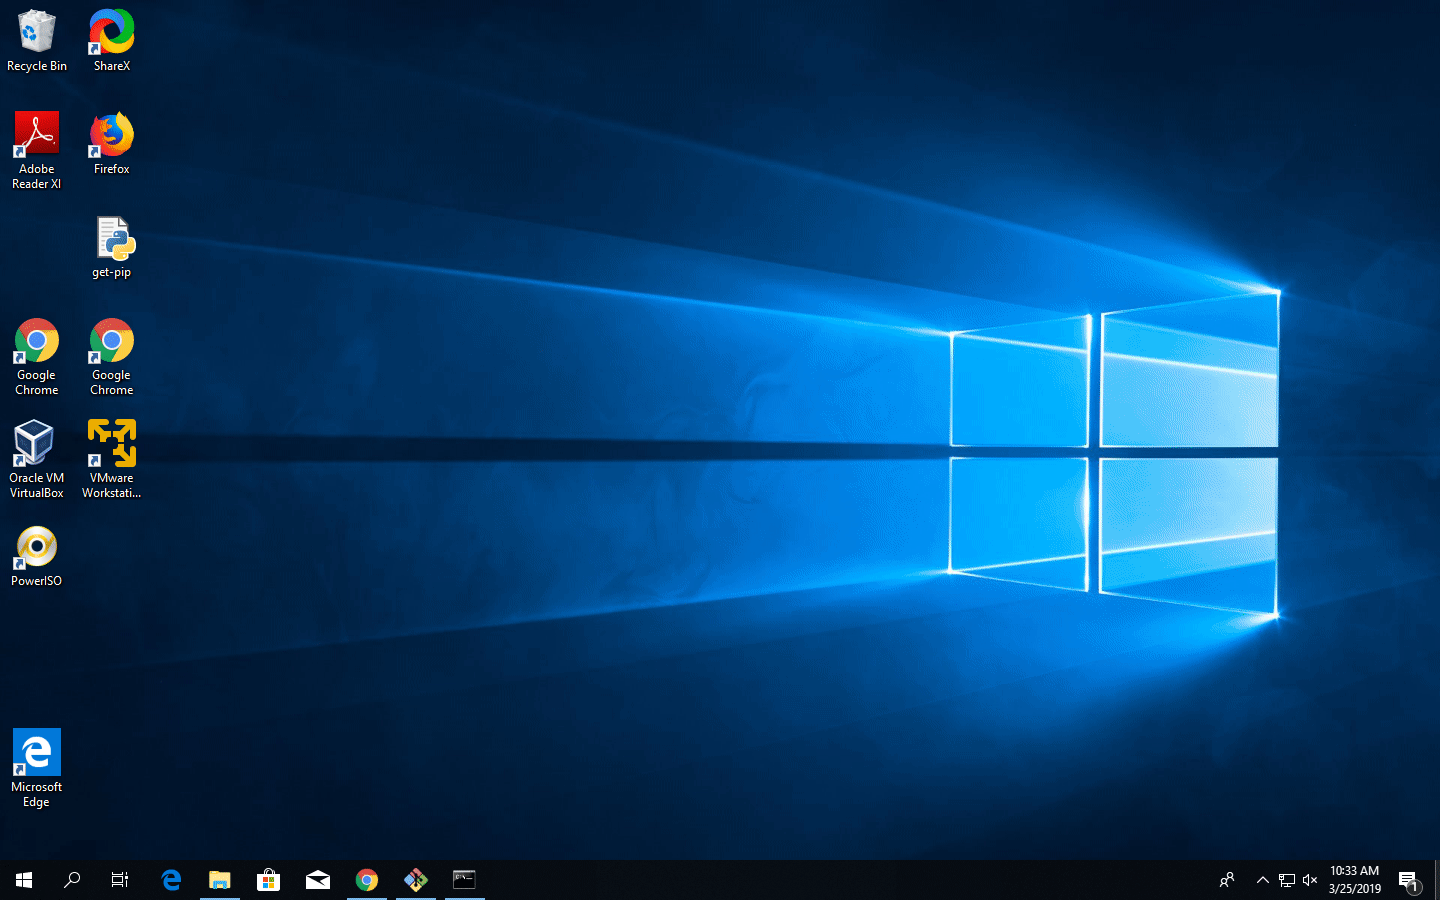 Recycle Bin
ShareX
Adobe
Reader XI
Firefox
get-pip
Google
Chrome
Google
Chrome
Oracle VM
VirtualBox
VMware
Workstati...
PowerISO
Microsoft
Edge
10:33 AM
3/25/2019
1